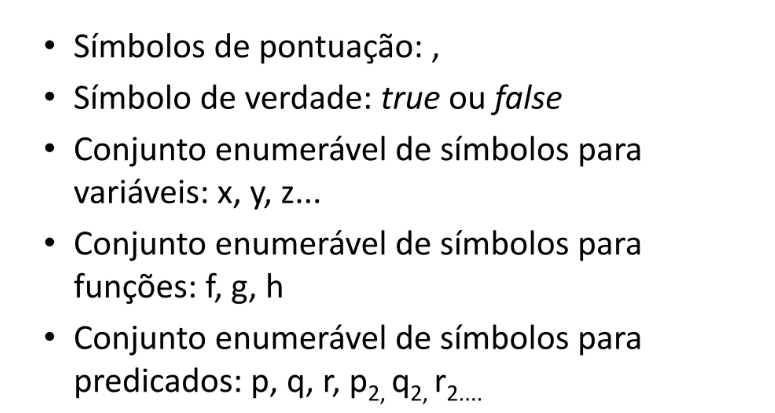 • Símbolos de pontuação: ,
• Símbolo de verdade: true ou false
• Conjunto enumerável de símbolos para
variáveis: x, y, z...
• Conjunto enumerável de símbolos para
funções: f, g, h
• Conjunto enumerável de símbolos para
predicados: p, q, r, p₂, q₂, r₂....